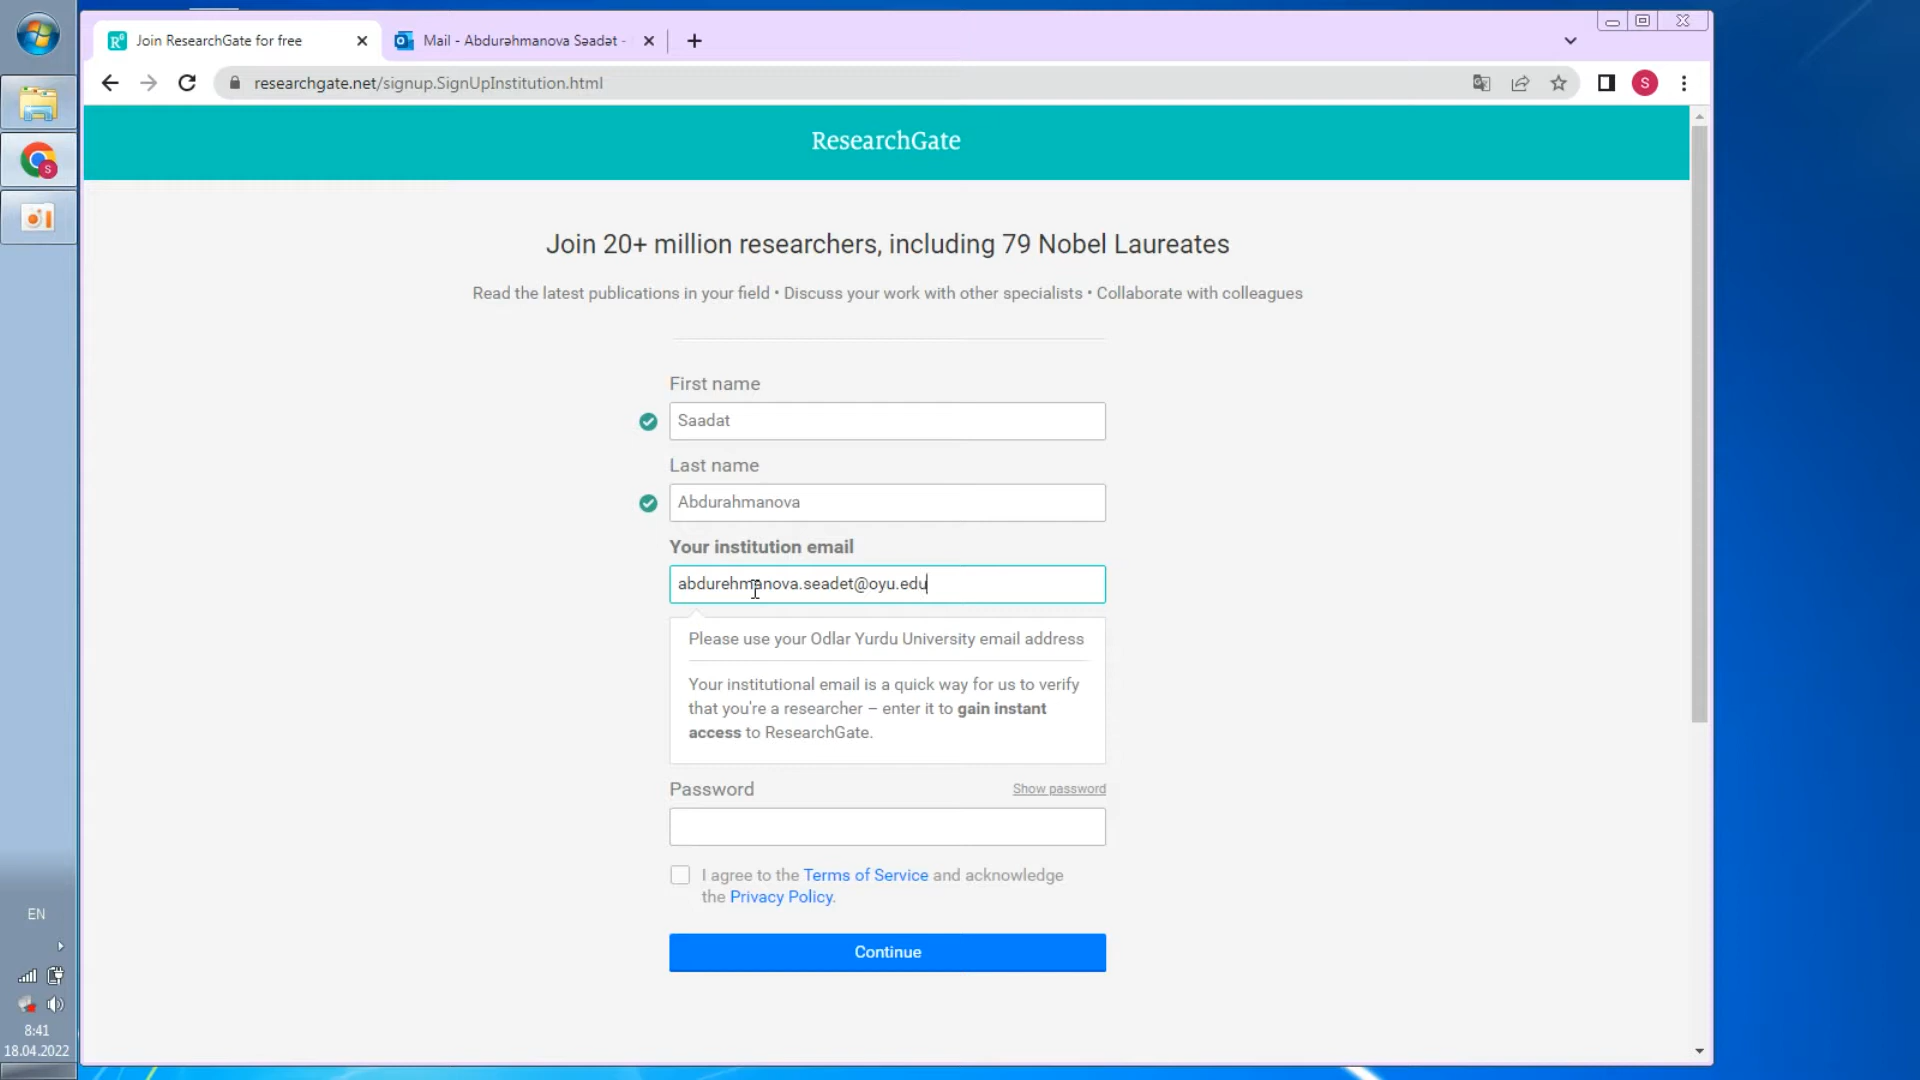 Join ResearchGate for free
Mail - Abdurəhmanova Səadət -
researchgate.net/signup.SignUpInstitution.html
S
ResearchGate
Join 20+ million researchers, including 79 Nobel Laureates
Read the latest publications in your field • Discuss your work with other specialists • Collaborate with colleagues
First name
Saadat
Last name
Abdurahmanova
Your institution email
abdurehmanova.seadet@oyu.edu
Please use your Odlar Yurdu University email address
Your institutional email is a quick way for us to verify
that you're a researcher – enter it to gain instant
access to ResearchGate.
Password
Show password
I agree to the Terms of Service and acknowledge
the Privacy Policy.
Continue
EN
8:41
18.04.2022